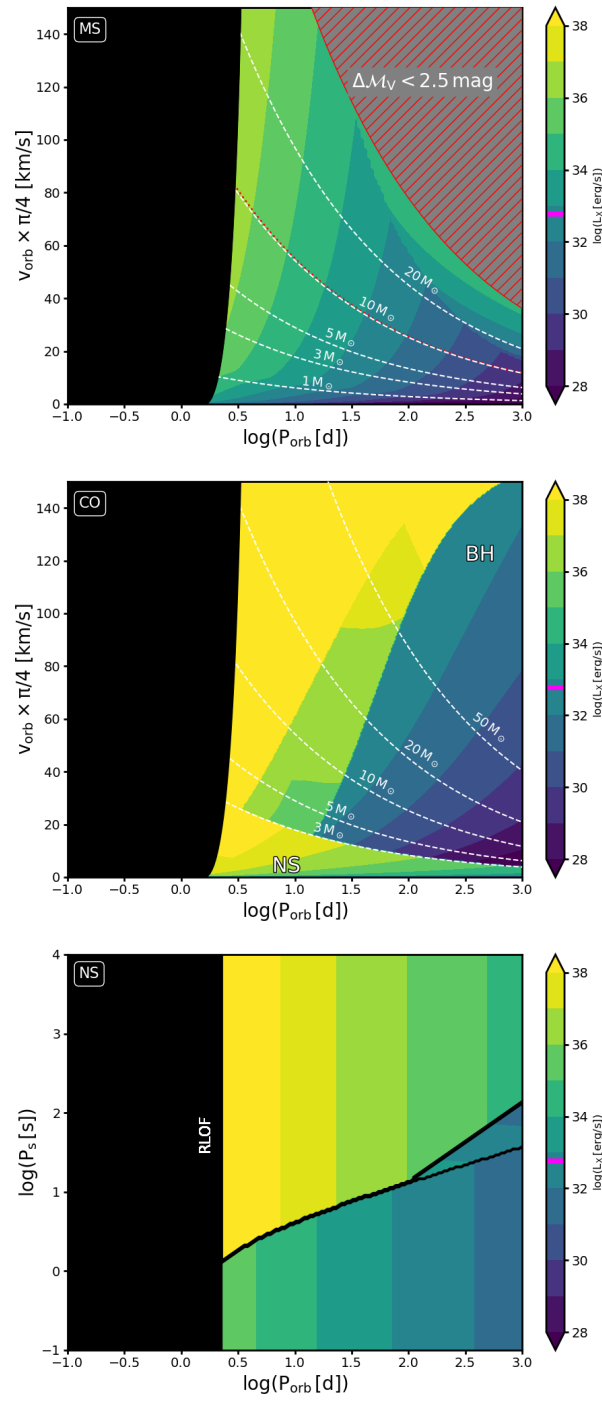 MS
ΔM_V < 2.5 mag
20 M⊙
10 M⊙
5 M⊙
3 M⊙
1 M⊙
140
120
100
80
60
40
20
0
v_orb × π/4 [km/s]
−1.0 −0.5 0.0 0.5 1.0 1.5 2.0 2.5 3.0
log(P_orb [d])
38
36
34
32
30
28
log(L_X [erg/s])
CO
BH
50 M⊙
20 M⊙
10 M⊙
5 M⊙
3 M⊙
NS
140
120
100
80
60
40
20
0
v_orb × π/4 [km/s]
−1.0 −0.5 0.0 0.5 1.0 1.5 2.0 2.5 3.0
log(P_orb [d])
38
36
34
32
30
28
log(L_X [erg/s])
NS
RLOF
4
3
2
1
0
−1
log(P_s [s])
−1.0 −0.5 0.0 0.5 1.0 1.5 2.0 2.5 3.0
log(P_orb [d])
38
36
34
32
30
28
log(L_X [erg/s])